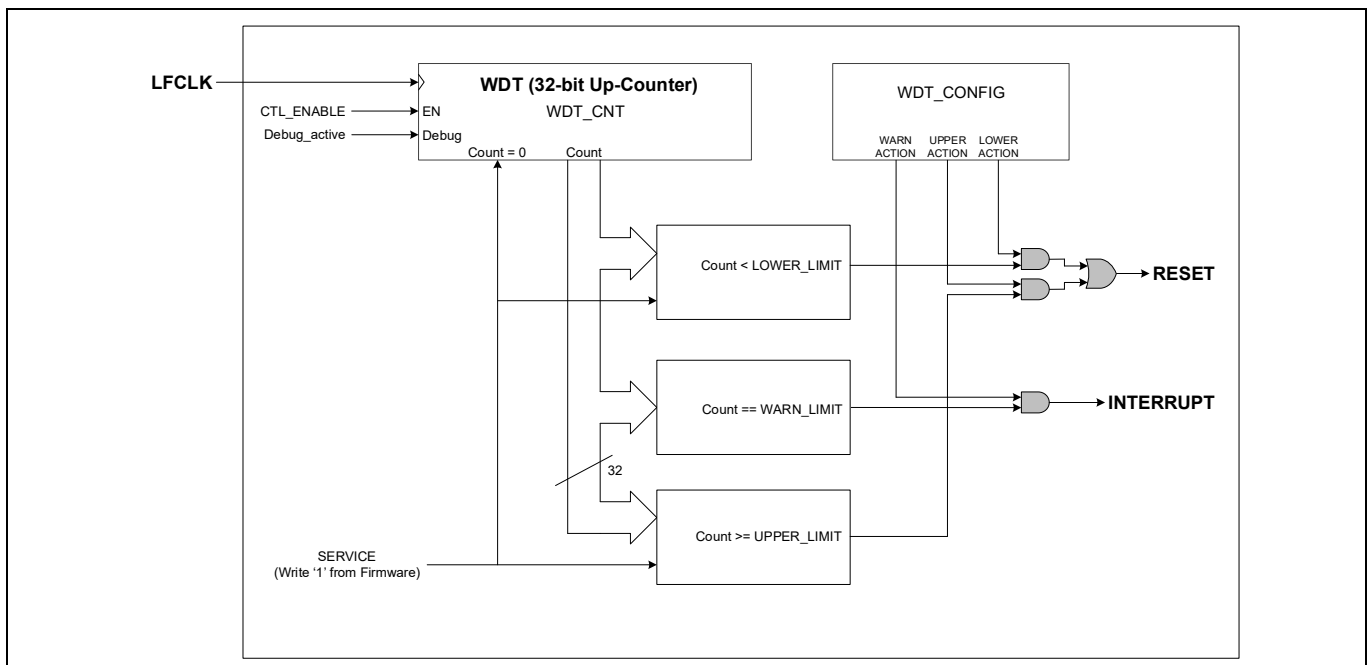 LFCLK
WDT (32-bit Up-Counter)
WDT_CNT
CTL_ENABLE
EN
Debug_active
Debug
Count = 0
Count
WDT_CONFIG
WARN
ACTION
UPPER
ACTION
LOWER
ACTION
Count < LOWER_LIMIT
RESET
Count == WARN_LIMIT
INTERRUPT
32
Count >= UPPER_LIMIT
SERVICE
(Write ‘1’ from Firmware)